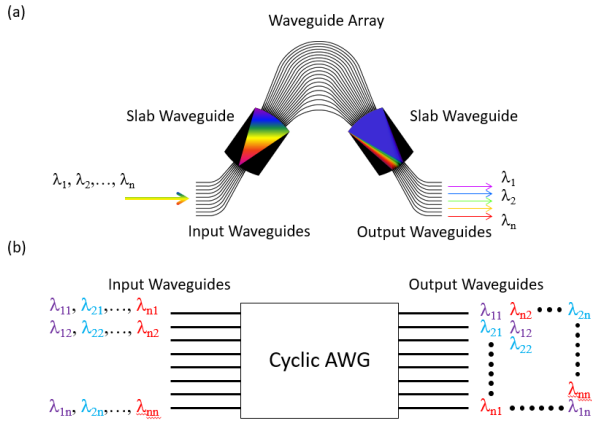 (a)
Waveguide Array
Slab Waveguide
Slab Waveguide
λ₁, λ₂,…, λₙ
λ₁
λ₂
λₙ
Input Waveguides
Output Waveguides
(b)
Input Waveguides
Output Waveguides
λ₁₁, λ₂₁,…, λₙ₁
λ₁₂, λ₂₂,…, λₙ₂
λ₁ₙ, λ₂ₙ,…, λₙₙ
Cyclic AWG
λ₁₁ λₙ₂ •••• λ₂ₙ
λ₂₁ λ₁₂
λ₂₂
λₙₙ
λₙ₁ •••••• λ₁ₙ